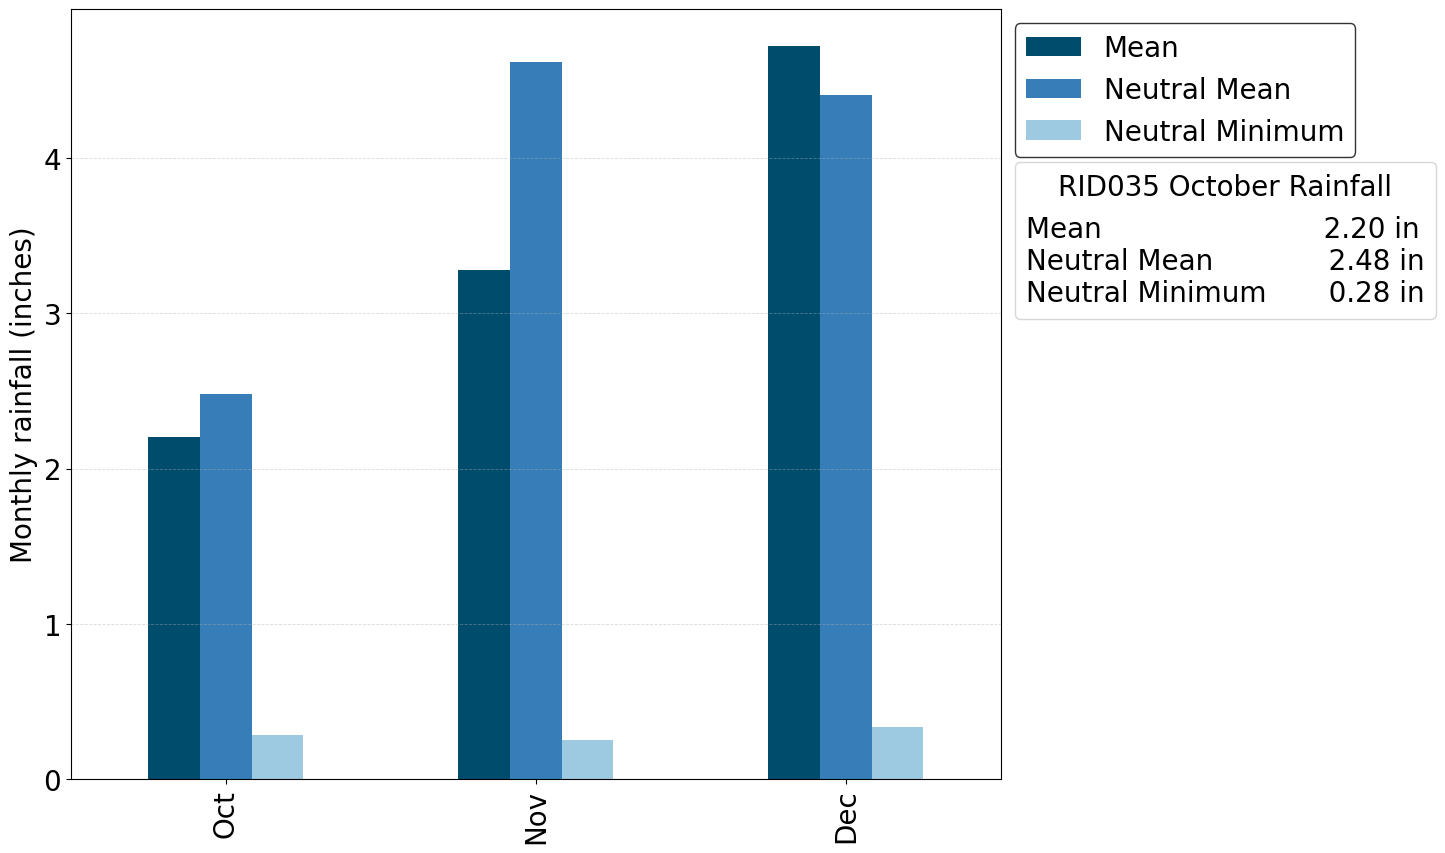 Mean
Neutral Mean
Neutral Minimum
RID035 October Rainfall
Mean 2.20 in
Neutral Mean 2.48 in
Neutral Minimum 0.28 in
Monthly rainfall (inches)
4
3
2
1
0
Oct
Nov
Dec